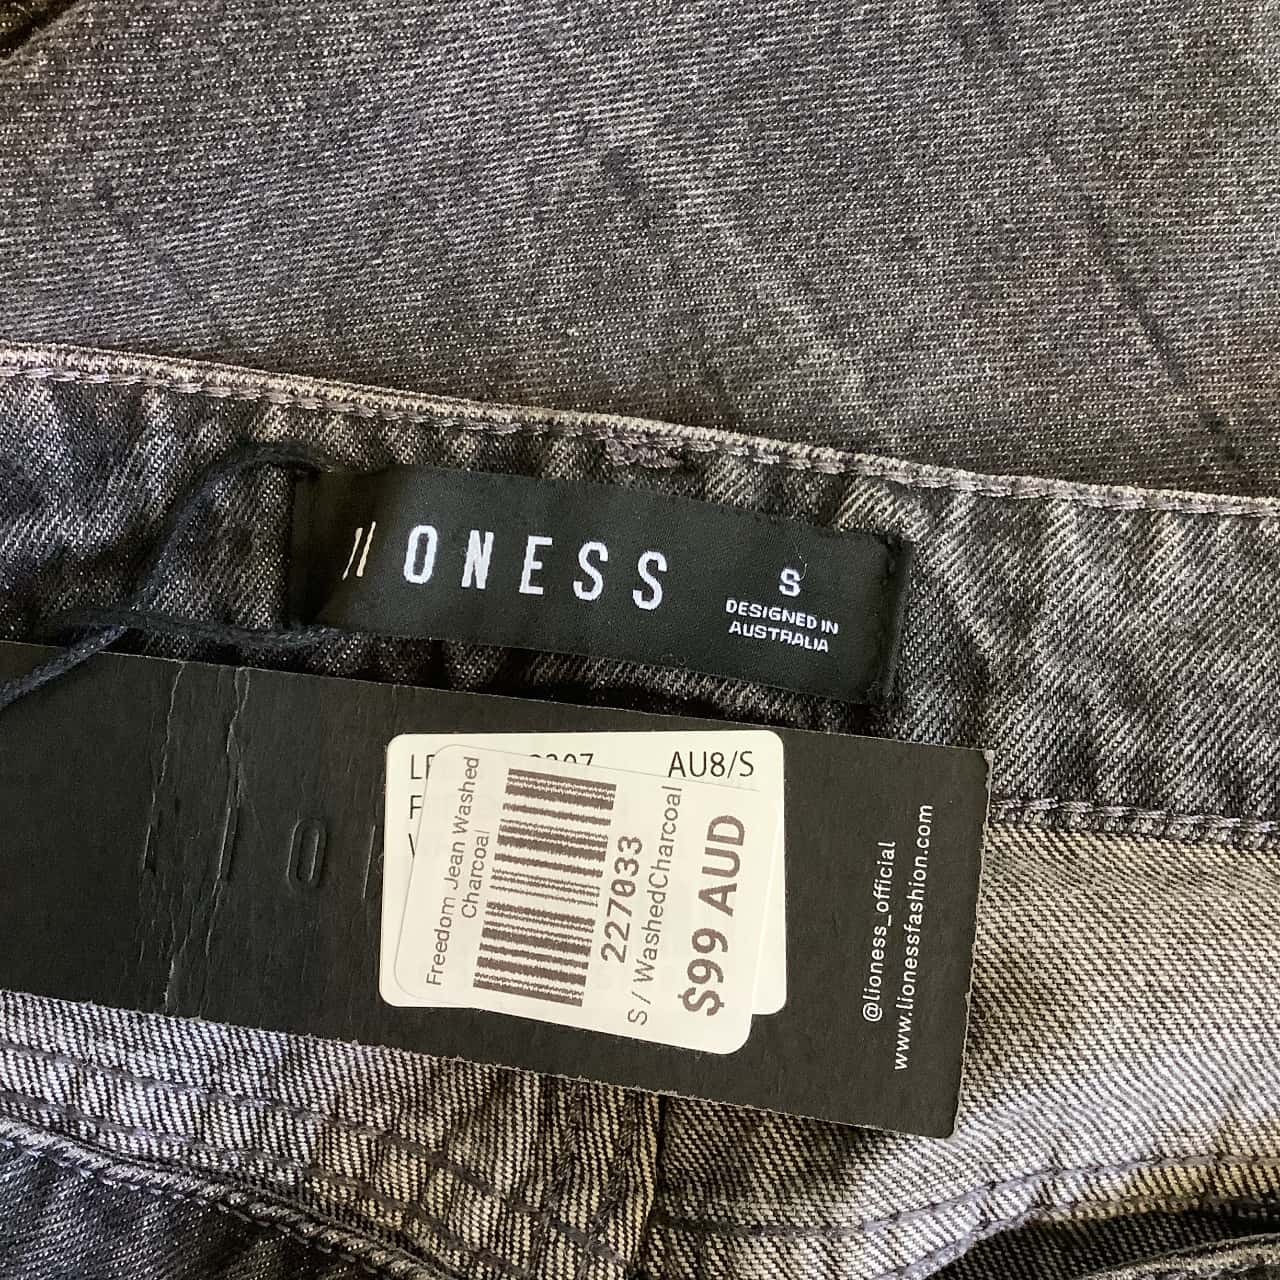 ONESS
S
DESIGNED IN
AUSTRALIA
AU8/S
Freedom Jean Washed
Charcoal
227033
S / WashedCharcoal
$99 AUD
@lioness_official
www.lionessfashion.com